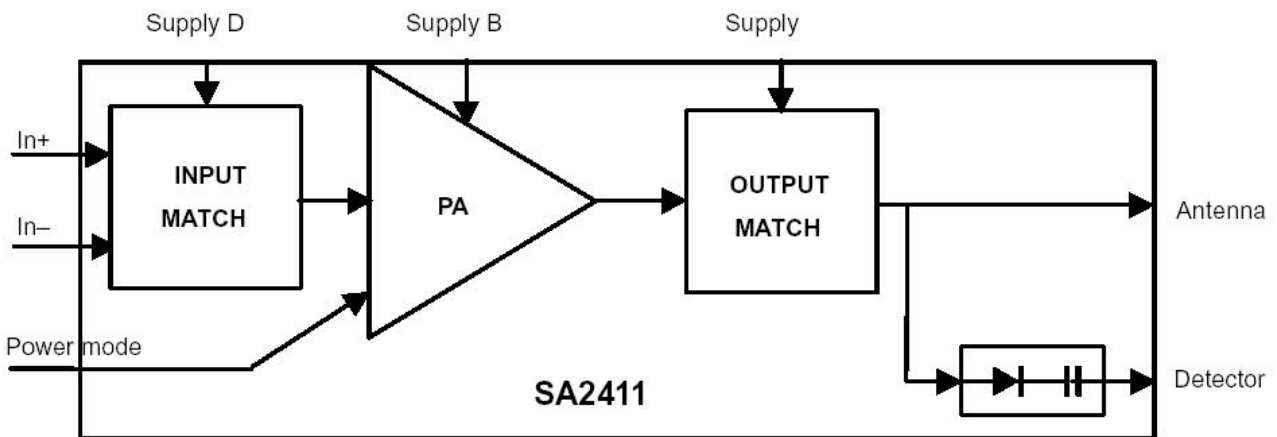 Supply D
Supply B
Supply
In+
INPUT
MATCH
In–
PA
OUTPUT
MATCH
Antenna
Power mode
SA2411
Detector